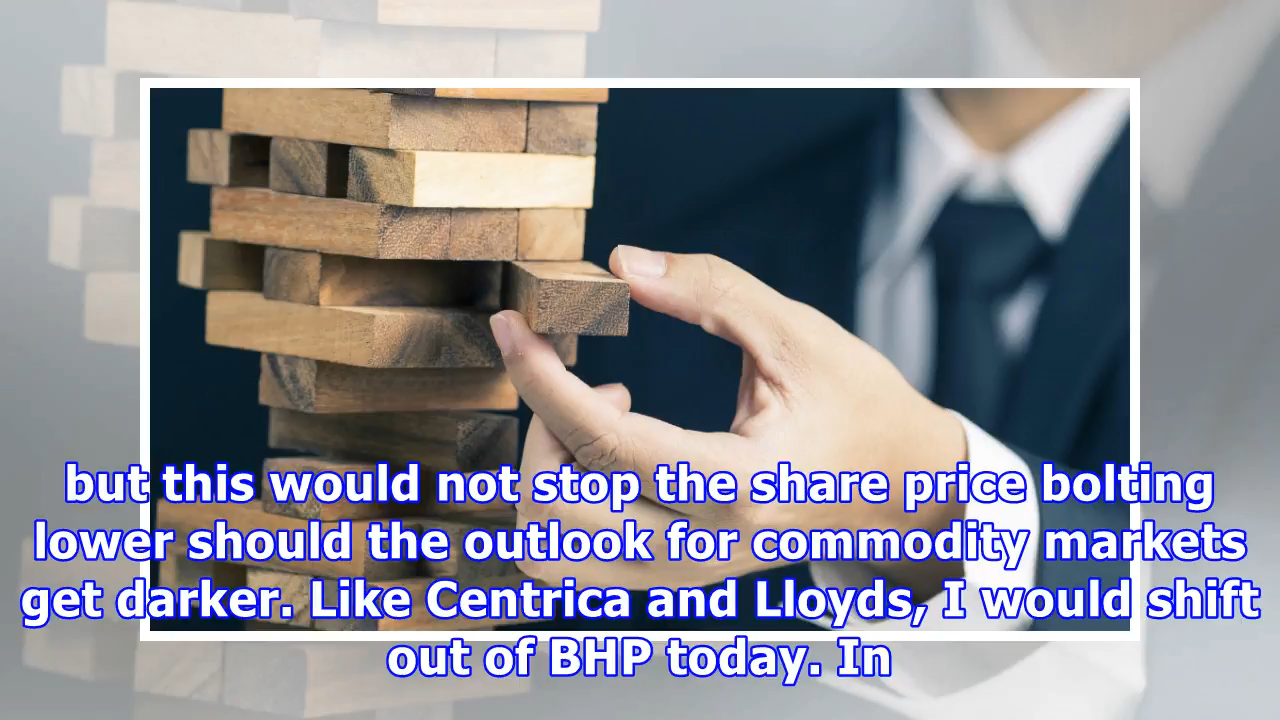 but this would not stop the share price bolting
lower should the outlook for commodity markets
get darker. Like Centrica and Lloyds, I would shift
out of BHP today. In